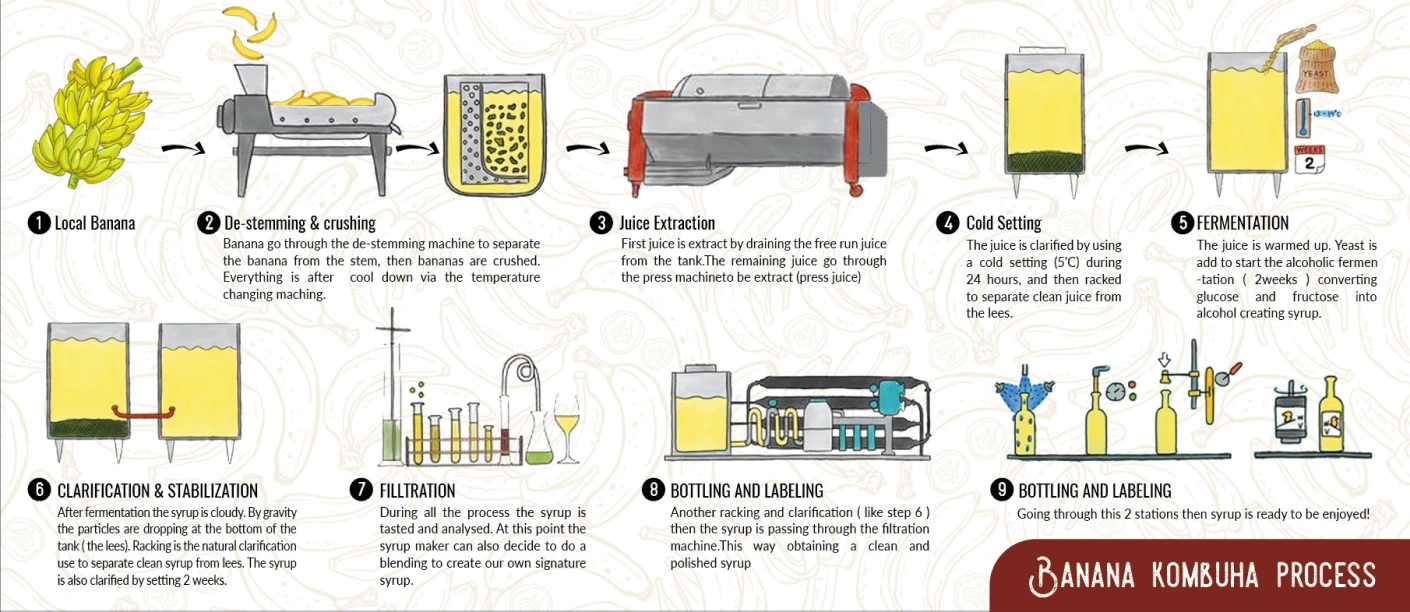 YEAST
13-19°C
WEEKS
2
1 Local Banana
2 De-stemming & crushing
Banana go through the de-stemming machine to separate
the banana from the stem, then bananas are crushed.
Everything is after cool down via the temperature
changing maching.
3 Juice Extraction
First juice is extract by draining the free run juice
from the tank.The remaining juice go through
the press machineto be extract (press juice)
4 Cold Setting
The juice is clarified by using
a cold setting (5°C) during
24 hours, and then racked
to separate clean juice from
the lees.
5 FERMENTATION
The juice is warmed up. Yeast is
add to start the alcoholic fermen
-tation ( 2weeks ) converting
glucose and fructose into
alcohol creating syrup.
6 CLARIFICATION & STABILIZATION
After fermentation the syrup is cloudy. By gravity
the particles are dropping at the bottom of the
tank ( the lees). Racking is the natural clarification
use to separate clean syrup from lees. The syrup
is also clarified by setting 2 weeks.
7 FILLTRATION
During all the process the syrup is
tasted and analysed. At this point the
syrup maker can also decide to do a
blending to create our own signature
syrup.
8 BOTTLING AND LABELING
Another racking and clarification ( like step 6 )
then the syrup is passing through the filtration
machine.This way obtaining a clean and
polished syrup
9 BOTTLING AND LABELING
Going through this 2 stations then syrup is ready to be enjoyed!
BANANA KOMBUHA PROCESS